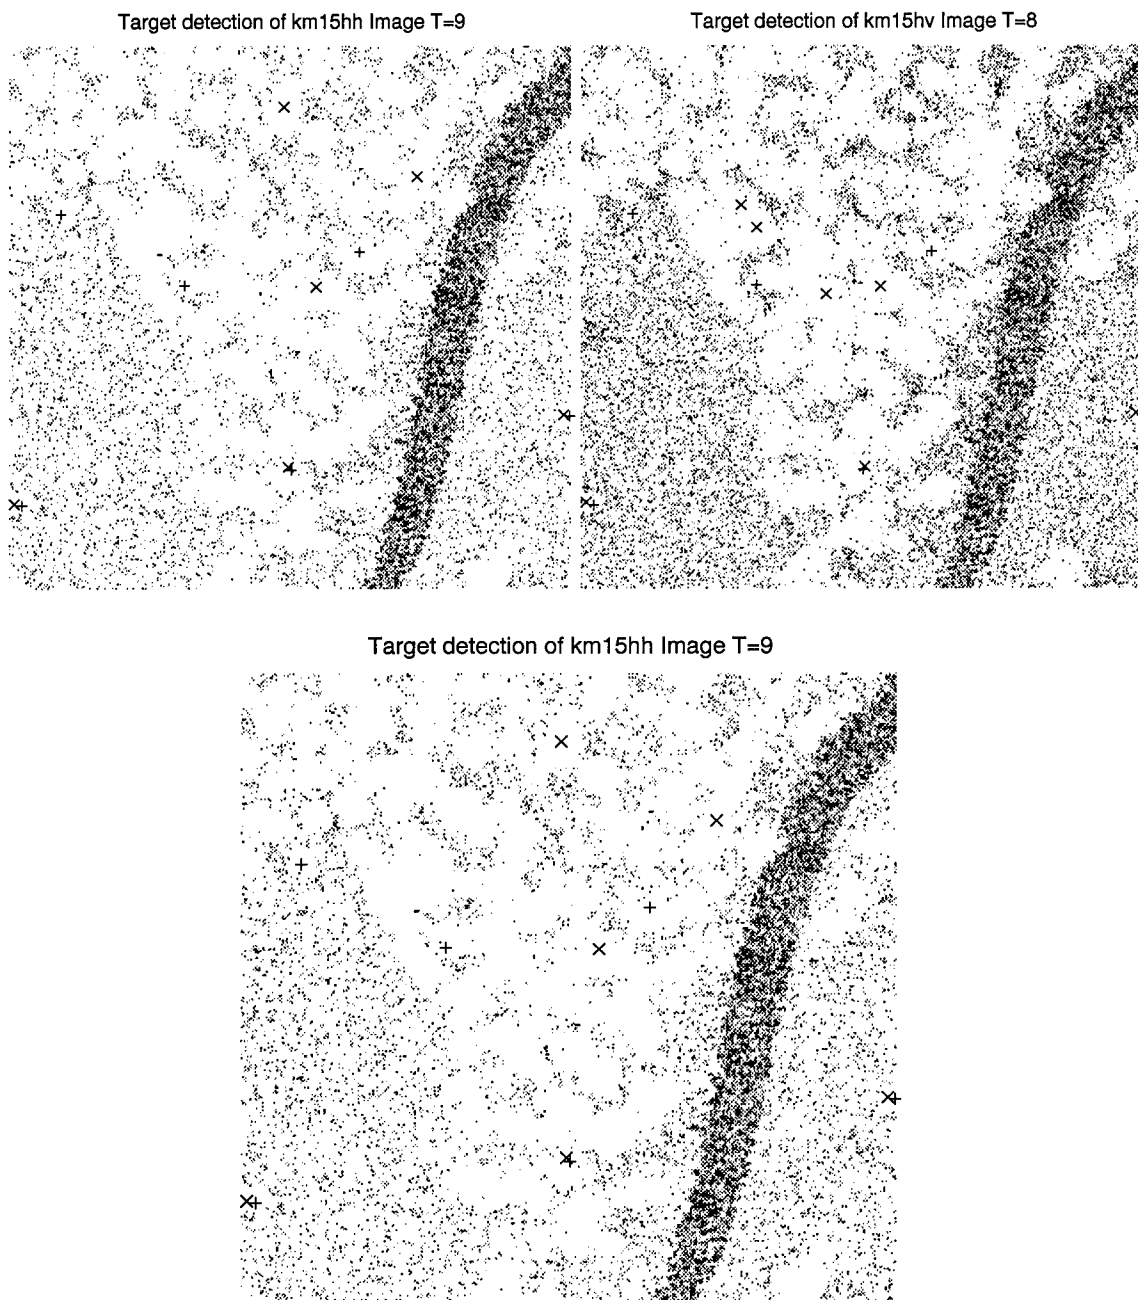 Target detection of km15hh Image T=9
Target detection of km15hv Image T=8
Target detection of km15hh Image T=9